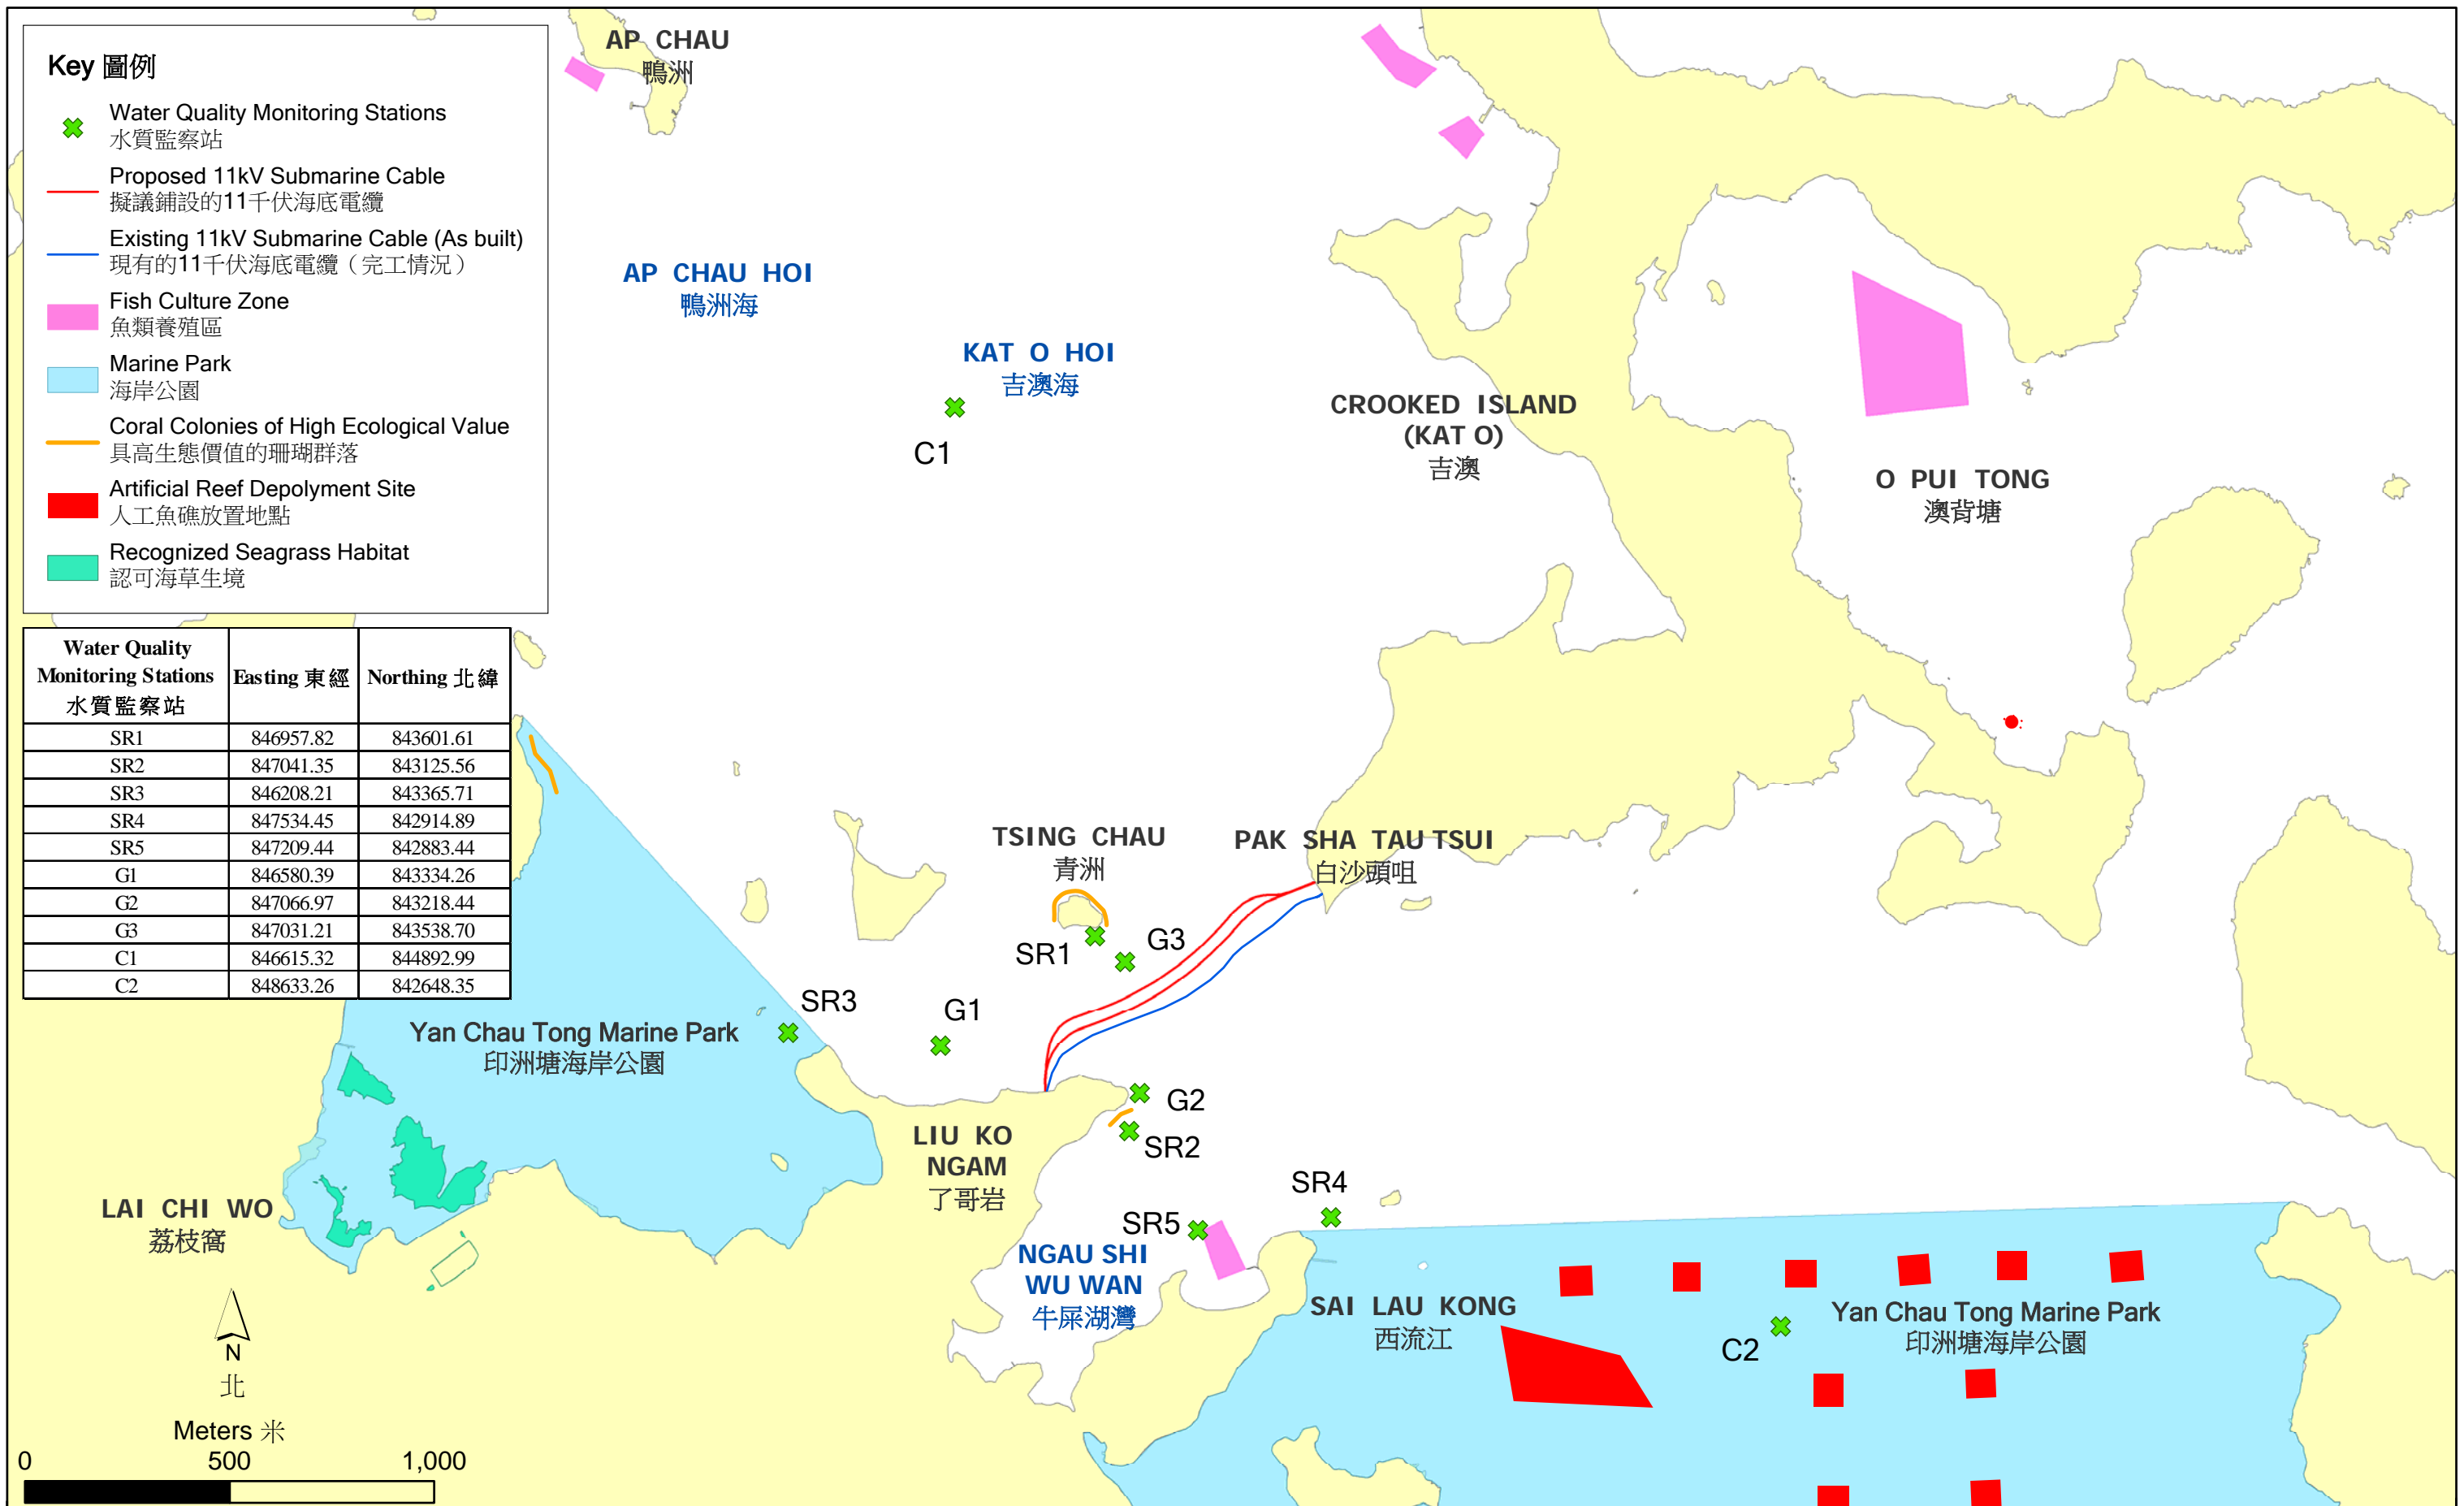 Key 圖例
Water Quality Monitoring Stations
水質監察站
Proposed 11kV Submarine Cable
擬議鋪設的11千伏海底電纜
Existing 11kV Submarine Cable (As built)
現有的11千伏海底電纜（完工情況）
Fish Culture Zone
魚類養殖區
Marine Park
海岸公園
Coral Colonies of High Ecological Value
具高生態價值的珊瑚群落
Artificial Reef Depolyment Site
人工魚礁放置地點
Recognized Seagrass Habitat
認可海草生境
Water Quality Monitoring Stations 水質監察站 Easting 東經 Northing 北緯
SR1 846957.82 843601.61
SR2 847041.35 843125.56
SR3 846208.21 843365.71
SR4 847534.45 842914.89
SR5 847209.44 842883.44
G1 846580.39 843334.26
G2 847066.97 843218.44
G3 847031.21 843538.70
C1 846615.32 844892.99
C2 848633.26 842648.35
AP CHAU
鴨洲
AP CHAU HOI
鴨洲海
KAT O HOI
吉澳海
C1
CROOKED ISLAND
(KAT O)
吉澳
O PUI TONG
澳背塘
TSING CHAU
青洲
PAK SHA TAU TSUI
白沙頭咀
SR1
G3
SR3
G1
Yan Chau Tong Marine Park
印洲塘海岸公園
G2
SR2
LIU KO
NGAM
了哥岩
SR4
SR5
LAI CHI WO
荔枝窩
NGAU SHI
WU WAN
牛屎湖灣
SAI LAU KONG
西流江
Yan Chau Tong Marine Park
印洲塘海岸公園
C2
N
北
Meters 米
0 500 1,000